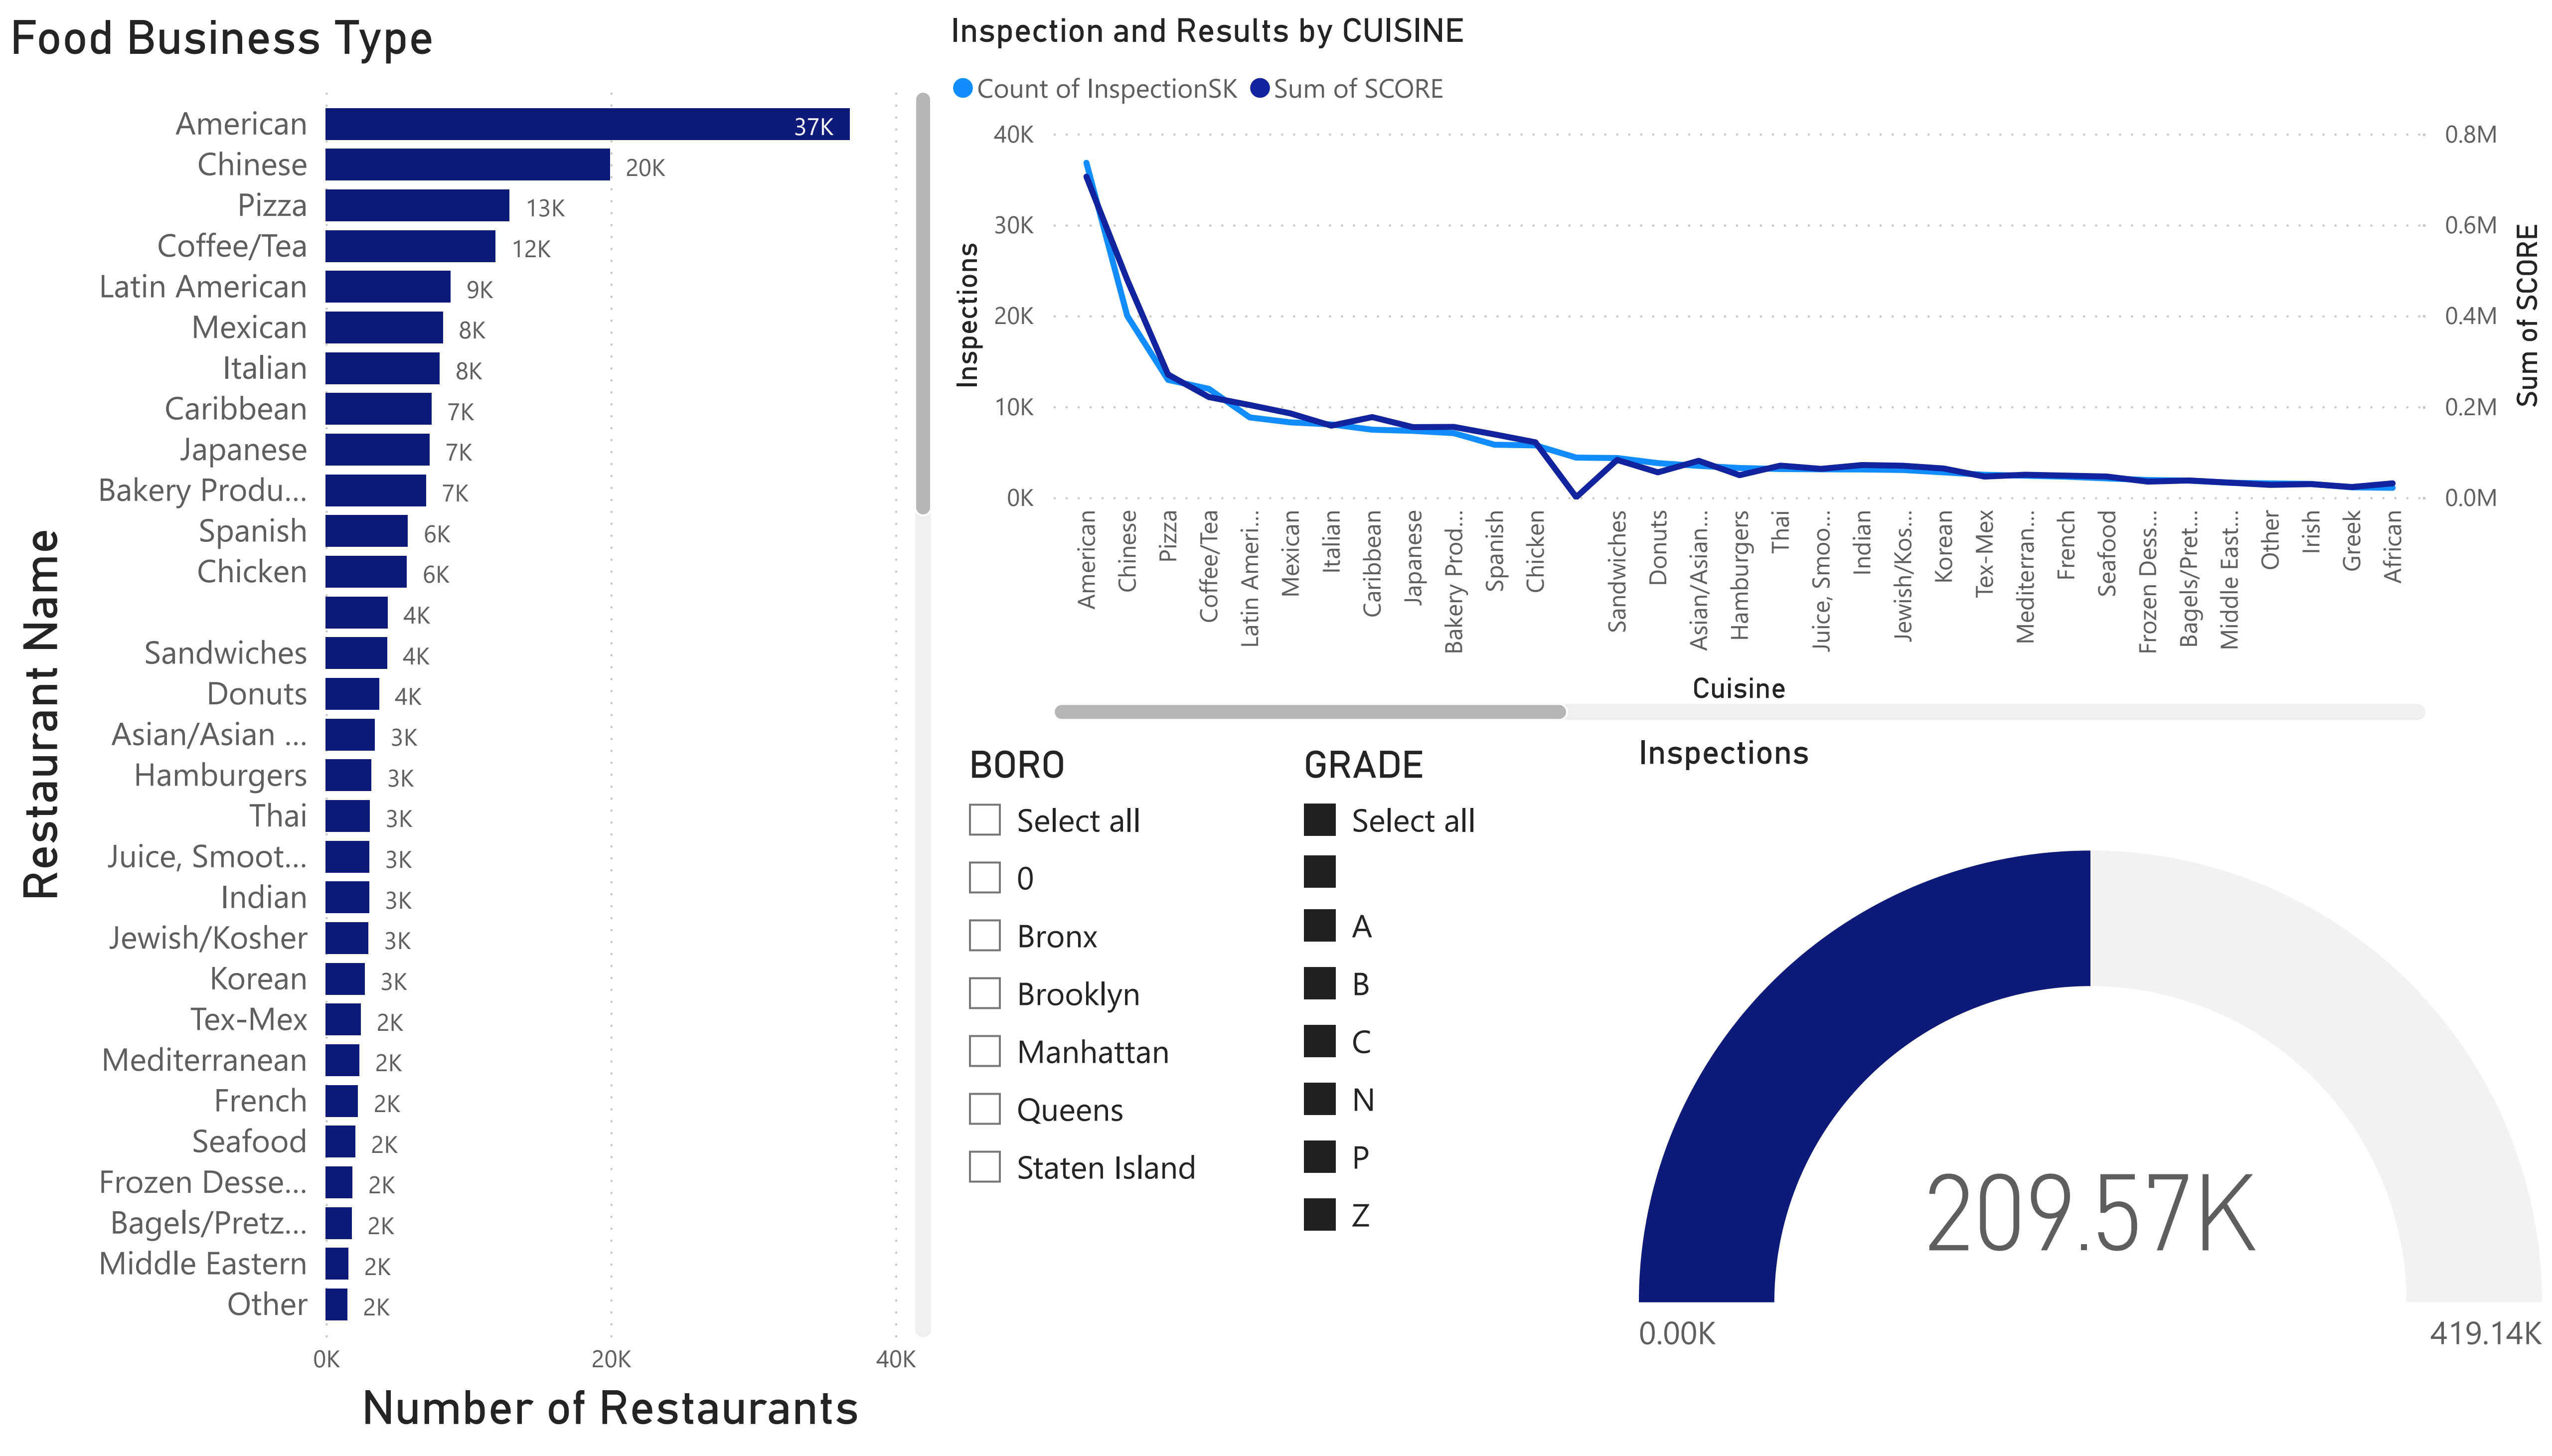 Food Business Type
Restaurant Name
American 37K
Chinese 20K
Pizza 13K
Coffee/Tea 12K
Latin American 9K
Mexican 8K
Italian 8K
Caribbean 7K
Japanese 7K
Bakery Produ... 7K
Spanish 6K
Chicken 6K
4K
Sandwiches 4K
Donuts 4K
Asian/Asian ... 3K
Hamburgers 3K
Thai 3K
Juice, Smoot... 3K
Indian 3K
Jewish/Kosher 3K
Korean 3K
Tex-Mex 2K
Mediterranean 2K
French 2K
Seafood 2K
Frozen Desse... 2K
Bagels/Pretz... 2K
Middle Eastern 2K
Other 2K
0K 20K 40K
Number of Restaurants
Inspection and Results by CUISINE
Count of InspectionSK Sum of SCORE
Inspections
40K
30K
20K
10K
0K
0.8M
0.6M
0.4M
0.2M
0.0M
Sum of SCORE
American
Chinese
Pizza
Coffee/Tea
Latin Ameri...
Mexican
Italian
Caribbean
Japanese
Bakery Prod...
Spanish
Chicken
Sandwiches
Donuts
Asian/Asian...
Hamburgers
Thai
Juice, Smoo...
Indian
Jewish/Kos...
Korean
Tex-Mex
Mediterran...
French
Seafood
Frozen Dess...
Bagels/Pret...
Middle East...
Other
Irish
Greek
African
Cuisine
BORO
Select all
0
Bronx
Brooklyn
Manhattan
Queens
Staten Island
GRADE
Select all
A
B
C
N
P
Z
Inspections
209.57K
0.00K 419.14K